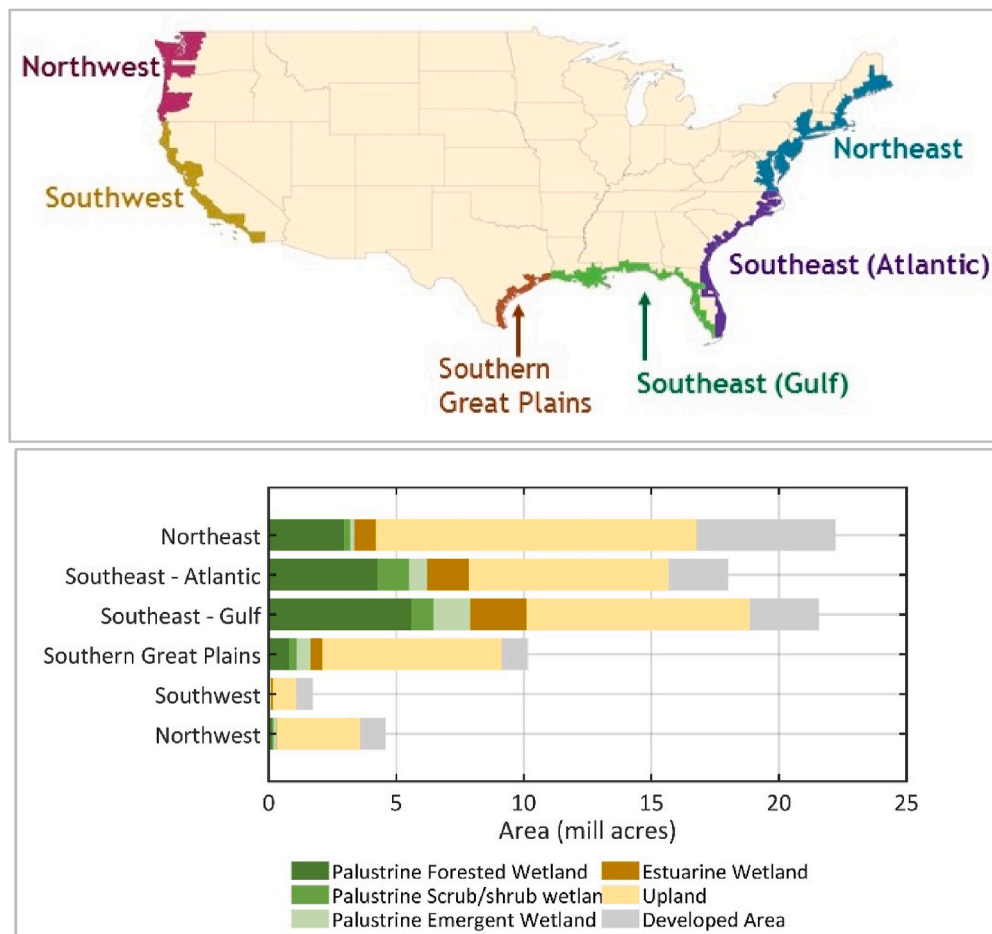 Northwest
Northeast
Southwest
Southeast (Atlantic)
Southern
Great Plains
Southeast (Gulf)
Northeast
Southeast - Atlantic
Southeast - Gulf
Southern Great Plains
Southwest
Northwest
0 5 10 15 20 25
Area (mill acres)
Palustrine Forested Wetland Estuarine Wetland
Palustrine Scrub/shrub wetlan Upland
Palustrine Emergent Wetland Developed Area